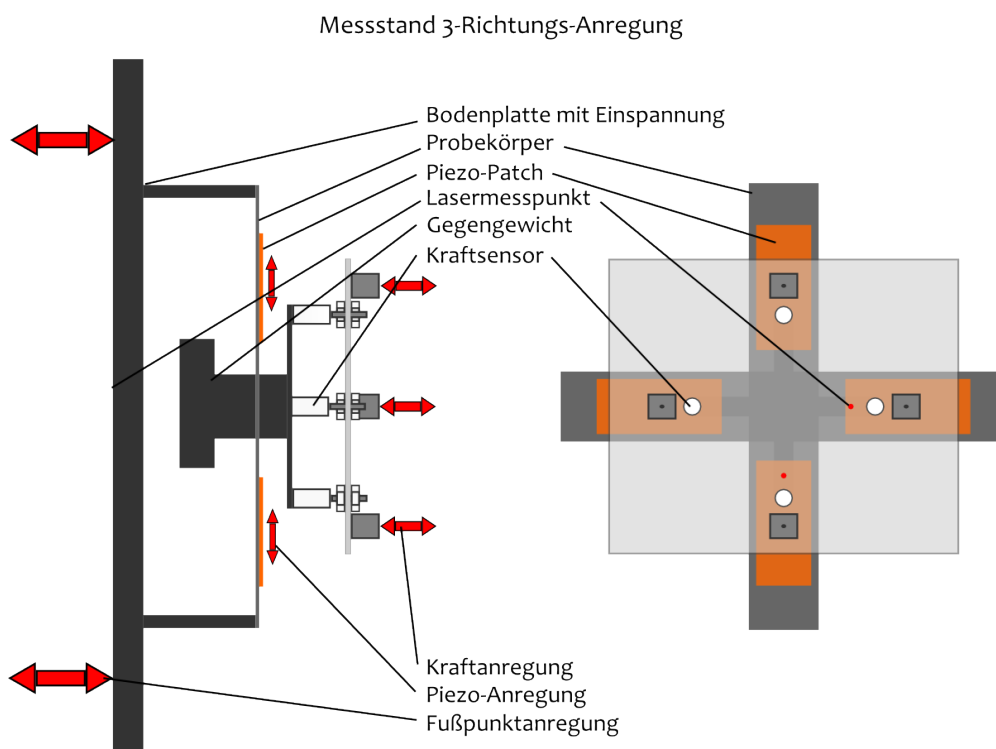 Messstand 3-Richtungs-Anregung
Bodenplatte mit Einspannung
Probekörper
Piezo-Patch
Lasermesspunkt
Gegengewicht
Kraftsensor
Kraftanregung
Piezo-Anregung
Fußpunktanregung